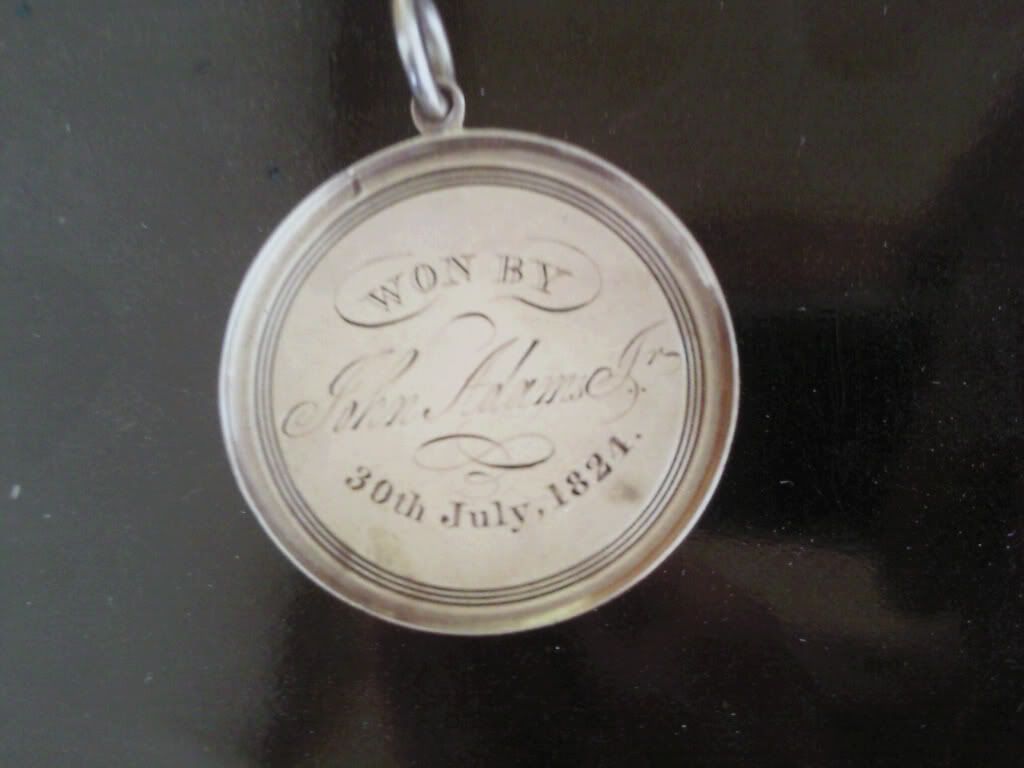 WON BY
John Adams Jr
30th July, 1824.